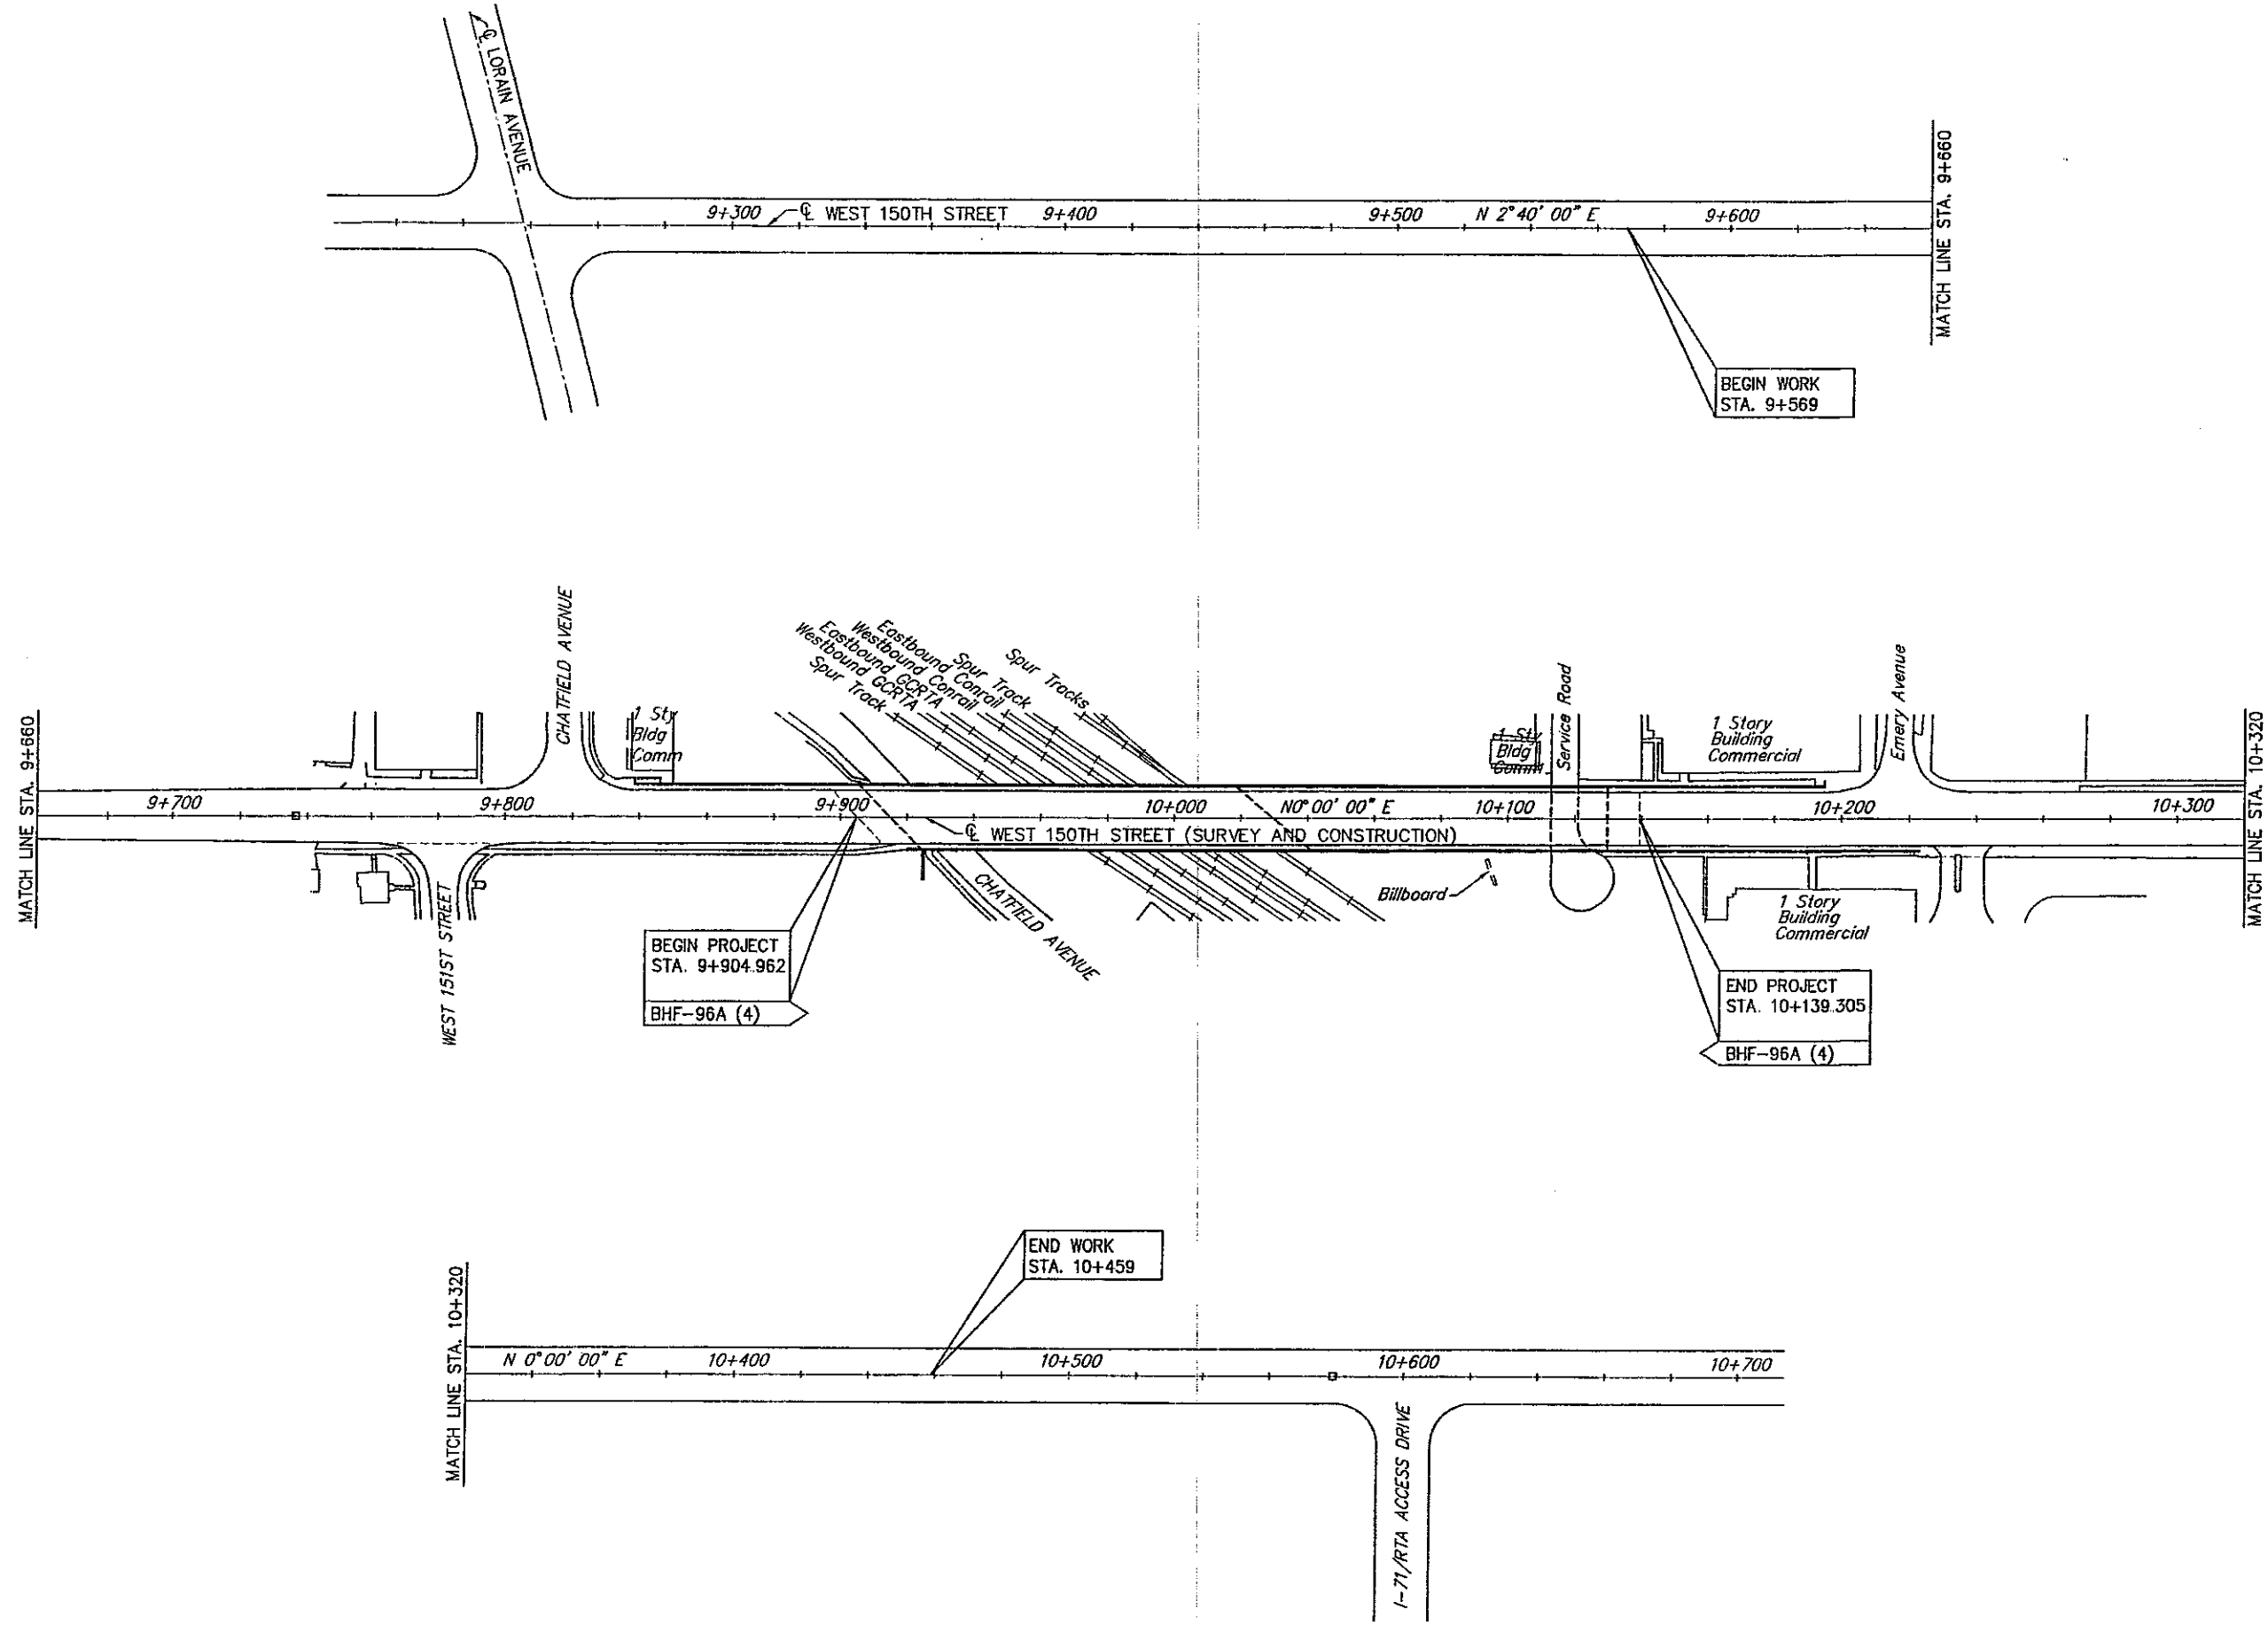 ℄ LORAIN AVENUE
9+300
℄ WEST 150TH STREET
9+400
9+500
N 2°40' 00" E
9+600
MATCH LINE STA. 9+660
BEGIN WORK
STA. 9+569
MATCH LINE STA. 9+660
CHATFIELD AVENUE
1 Sty
Bldg
Comm
Spur Track
Westbound GCRTA
Eastbound GCRTA
Westbound Conrail
Eastbound Conrail
Spur Track
Spur Tracks
1 Sty
Bldg
Comm
Service Road
1 Story
Building
Commercial
Emery Avenue
MATCH LINE STA. 10+320
9+700
9+800
9+900
10+000
N0°00' 00" E
10+100
10+200
10+300
℄ WEST 150TH STREET (SURVEY AND CONSTRUCTION)
WEST 151ST STREET
CHATFIELD AVENUE
Billboard
1 Story
Building
Commercial
BEGIN PROJECT
STA. 9+904.962
BHF-96A (4)
END PROJECT
STA. 10+139.305
BHF-96A (4)
END WORK
STA. 10+459
MATCH LINE STA. 10+320
N 0°00' 00" E
10+400
10+500
10+600
10+700
I-71/RTA ACCESS DRIVE